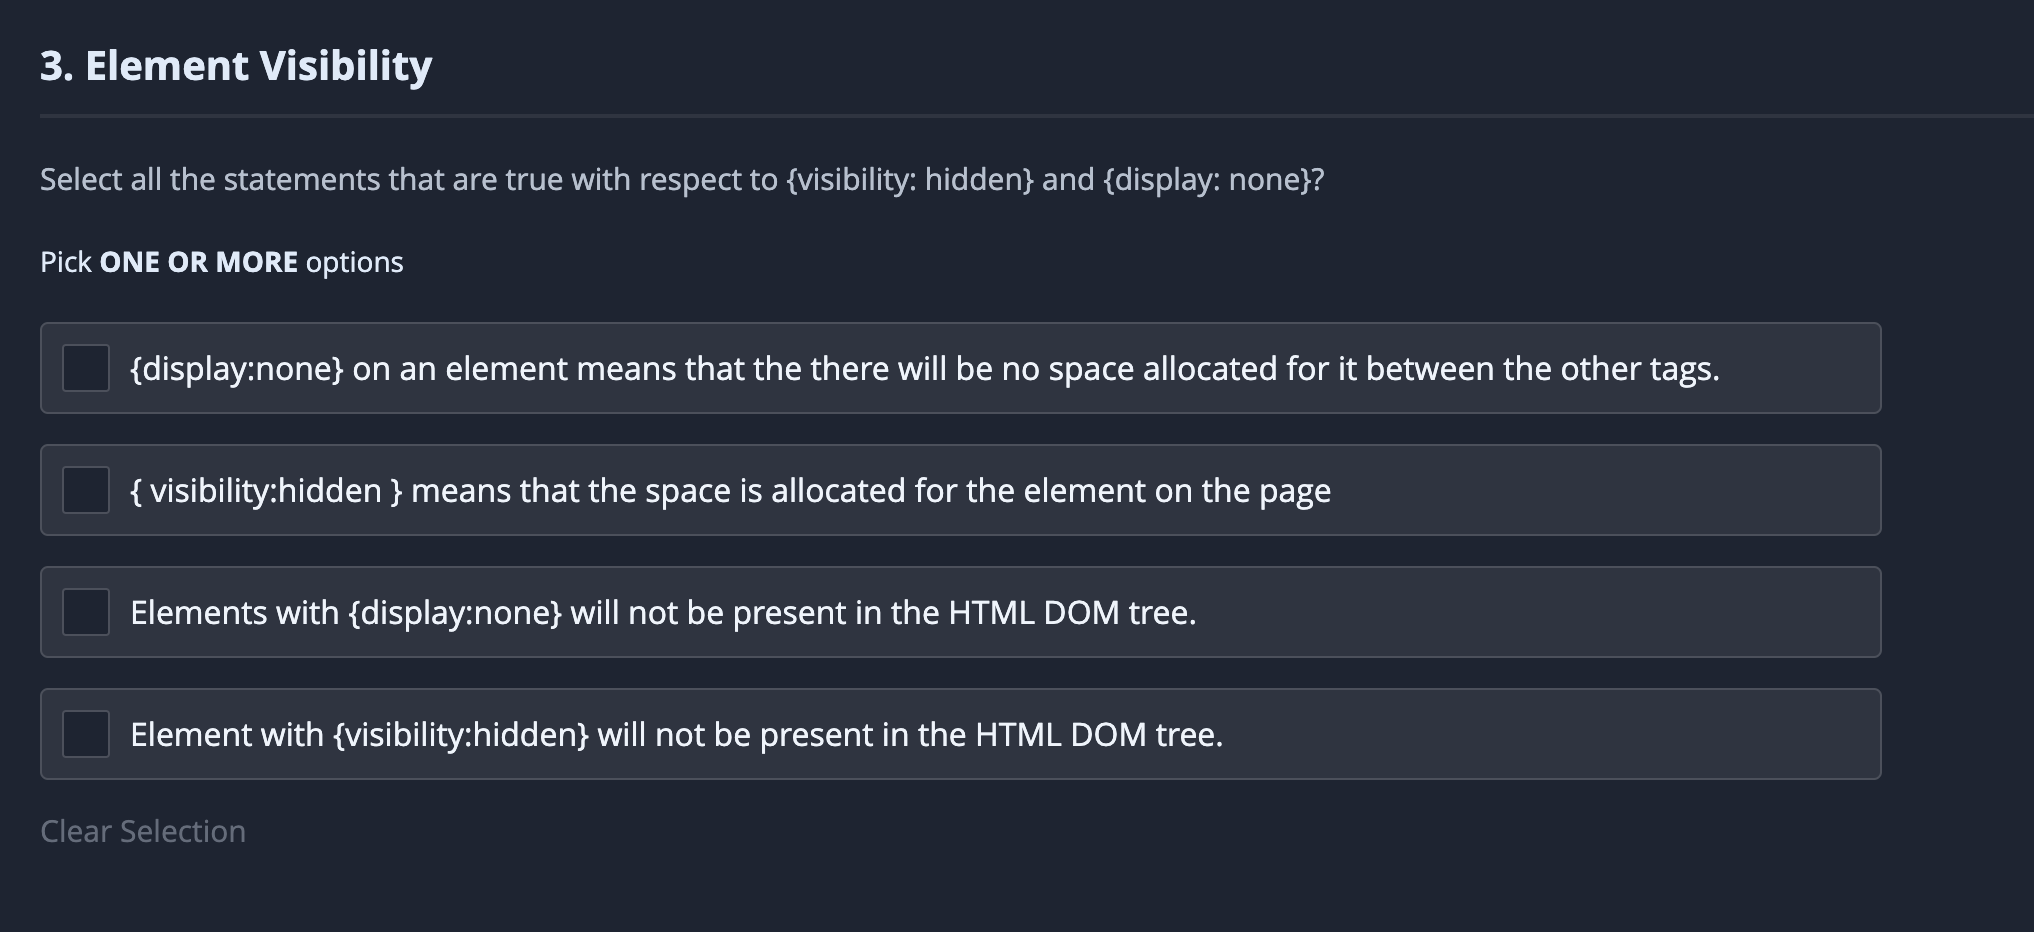 3. Element Visibility
Select all the statements that are true with respect to {visibility: hidden} and {display: none}?
Pick ONE OR MORE options
{display:none} on an element means that the there will be no space allocated for it between the other tags.
{ visibility:hidden } means that the space is allocated for the element on the page
Elements with {display:none} will not be present in the HTML DOM tree.
Element with {visibility:hidden} will not be present in the HTML DOM tree.
Clear Selection